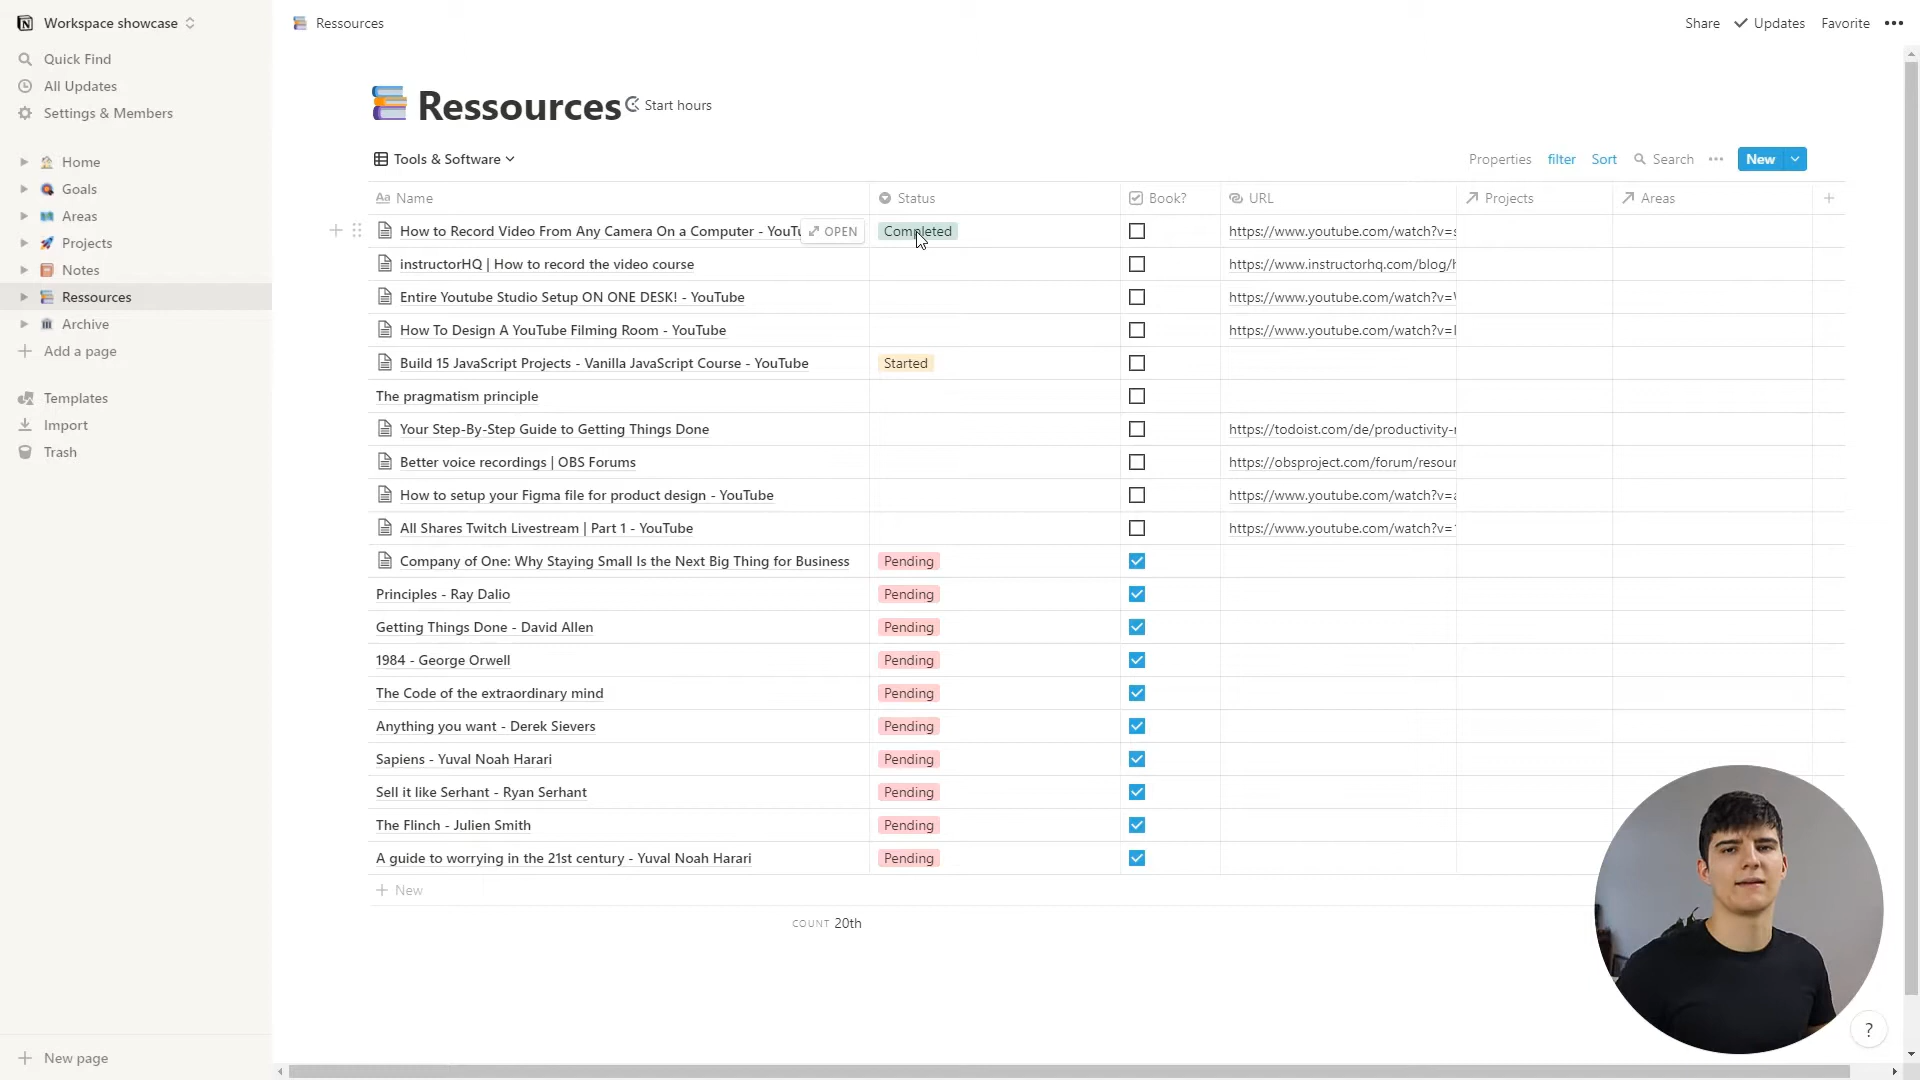 Workspace showcase
Quick Find
All Updates
Settings & Members
Home
Goals
Areas
Projects
Notes
Ressources
Archive
Add a page
Templates
Import
Trash
New page
Ressources
Share Updates Favorite
Ressources Start hours
Tools & Software
Properties filter Sort Search New
Aa Name Status Book? URL Projects Areas
How to Record Video From Any Camera On a Computer - YouTu OPEN Completed https://www.youtube.com/watch?v=s
instructorHQ | How to record the video course https://www.instructorhq.com/blog/h
Entire Youtube Studio Setup ON ONE DESK! - YouTube https://www.youtube.com/watch?v=
How To Design A YouTube Filming Room - YouTube https://www.youtube.com/watch?v=
Build 15 JavaScript Projects - Vanilla JavaScript Course - YouTube Started
The pragmatism principle
Your Step-By-Step Guide to Getting Things Done https://todoist.com/de/productivity-
Better voice recordings | OBS Forums https://obsproject.com/forum/resour
How to setup your Figma file for product design - YouTube https://www.youtube.com/watch?v=a
All Shares Twitch Livestream | Part 1 - YouTube https://www.youtube.com/watch?v=
Company of One: Why Staying Small Is the Next Big Thing for Business Pending
Principles - Ray Dalio Pending
Getting Things Done - David Allen Pending
1984 - George Orwell Pending
The Code of the extraordinary mind Pending
Anything you want - Derek Sievers Pending
Sapiens - Yuval Noah Harari Pending
Sell it like Serhant - Ryan Serhant Pending
The Flinch - Julien Smith Pending
A guide to worrying in the 21st century - Yuval Noah Harari Pending
New
COUNT 20th
?